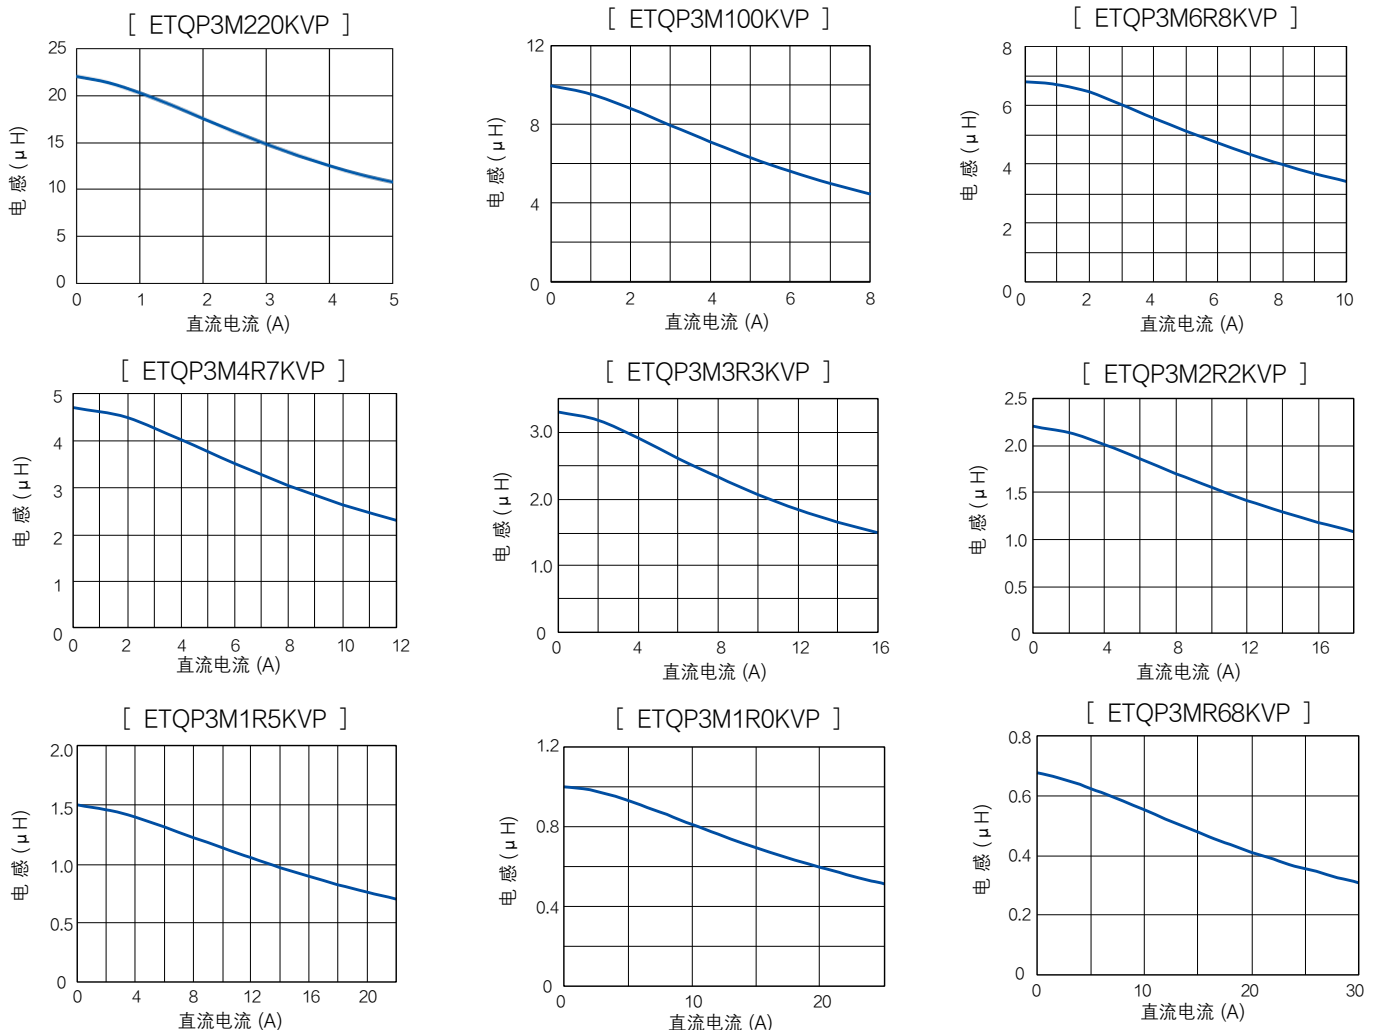 [ ETQP3M220KVP ]
25
20
15
10
5
0
电 感 (μH)
0 1 2 3 4 5
直流电流 (A)
[ ETQP3M100KVP ]
12
8
4
0
电 感 (μH)
0 2 4 6 8
直流电流 (A)
[ ETQP3M6R8KVP ]
8
6
4
2
0
电 感 (μH)
0 2 4 6 8 10
直流电流 (A)
[ ETQP3M4R7KVP ]
5
4
3
2
1
0
电 感 (μH)
0 2 4 6 8 10 12
直流电流 (A)
[ ETQP3M3R3KVP ]
3.0
2.0
1.0
0
电 感 (μH)
0 4 8 12 16
直流电流 (A)
[ ETQP3M2R2KVP ]
2.5
2.0
1.5
1.0
0.5
0
电 感 (μH)
0 4 8 12 16
直流电流 (A)
[ ETQP3M1R5KVP ]
2.0
1.5
1.0
0.5
0
电 感 (μH)
0 4 8 12 16 20
直流电流 (A)
[ ETQP3M1R0KVP ]
1.2
0.8
0.4
0
电 感 (μH)
0 10 20
直流电流 (A)
[ ETQP3MR68KVP ]
0.8
0.6
0.4
0.2
0
电 感 (μH)
0 10 20 30
直流电流 (A)